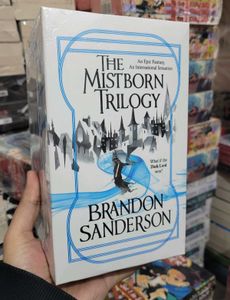 An Epic Fantasy,
An International Sensation
THE
MISTBORN
TRILOGY
What if the
Dark Lord
won?
BRANDON
SANDERSON